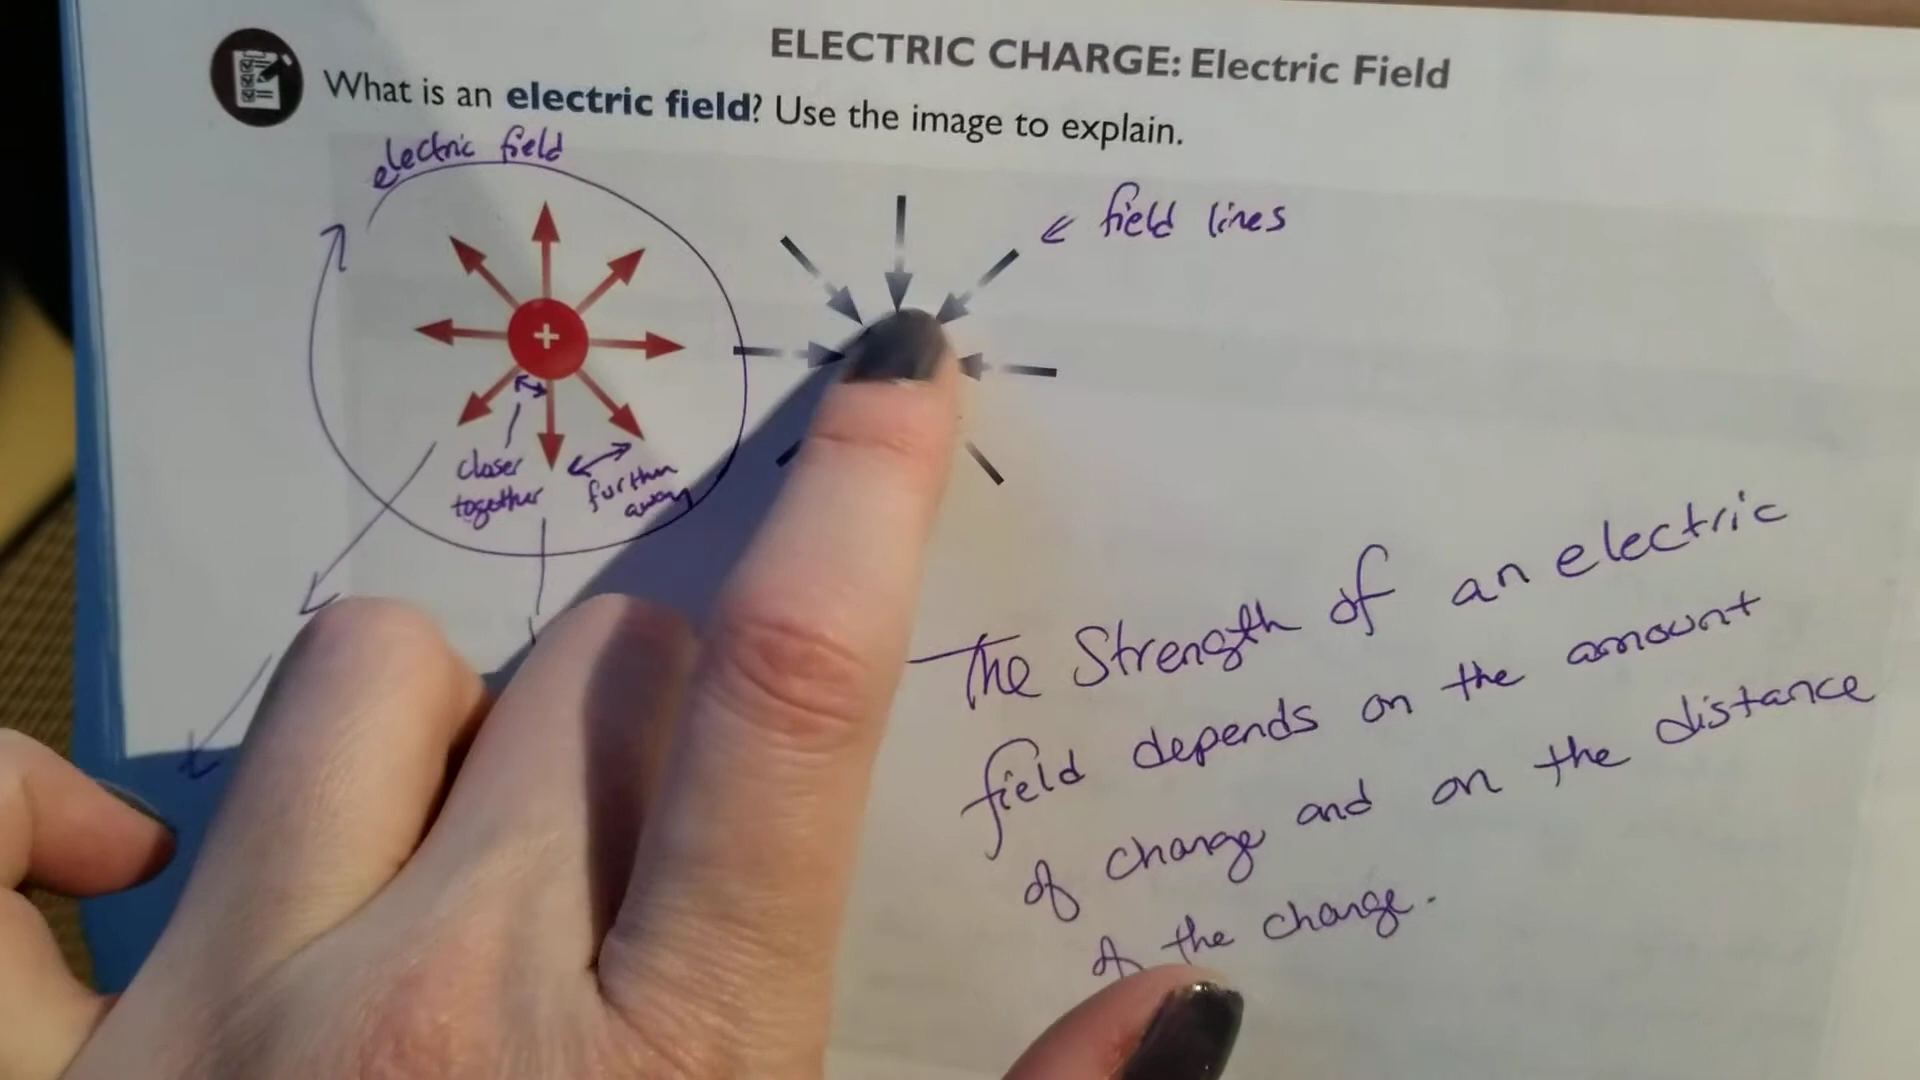 ELECTRIC CHARGE: Electric Field
What is an electric field? Use the image to explain.
electric field
← field lines
+
closer
together
further
away
The Strength of an electric
field depends on the amount
of charge and on the distance
of the charge.